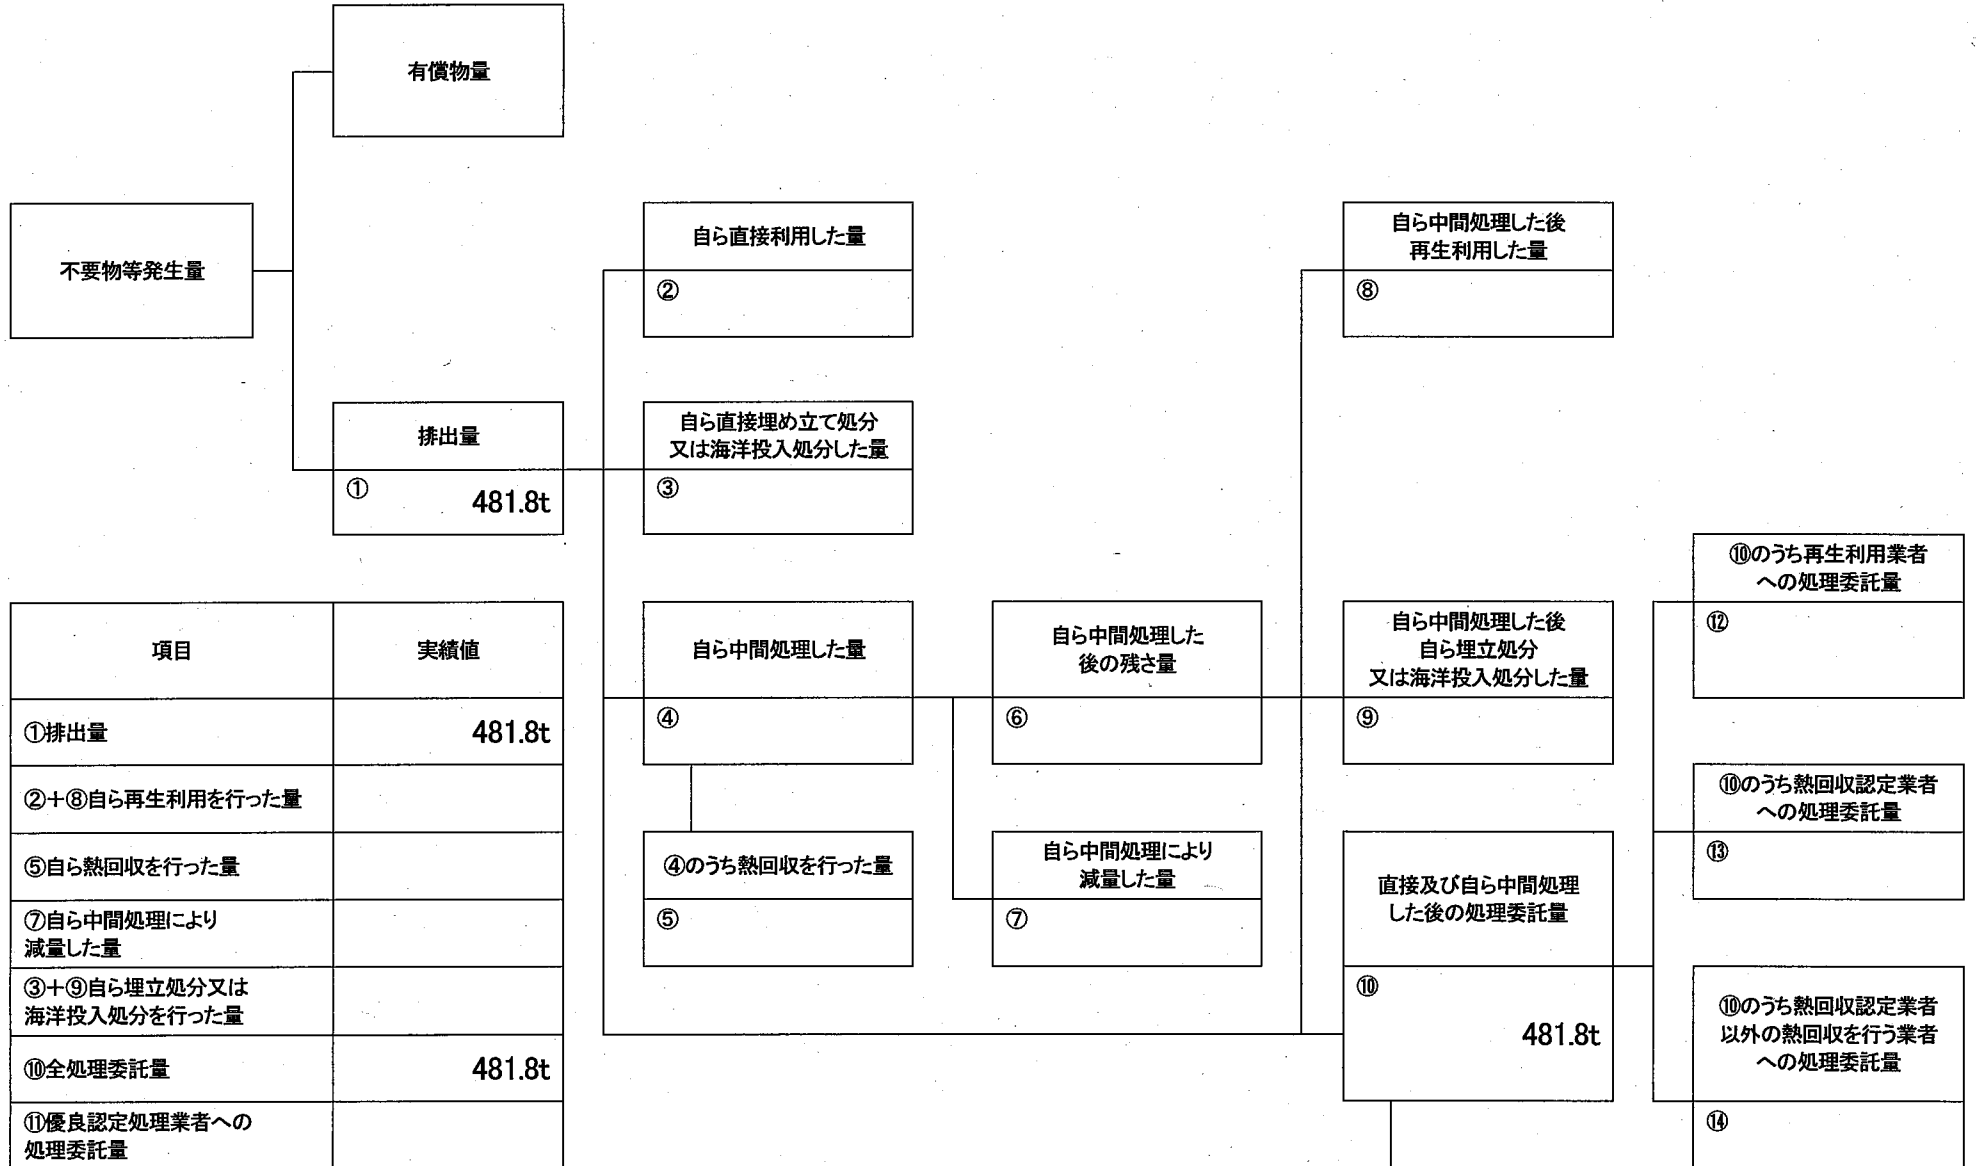 有償物量
不要物等発生量
自ら直接利用した量
②
自ら中間処理した後
再生利用した量
⑧
排出量
① 481.8t
自ら直接埋め立て処分
又は海洋投入処分した量
③
⑩のうち再生利用業者
への処理委託量
⑫
自ら中間処理した量
④
自ら中間処理した
後の残さ量
⑥
自ら中間処理した後
自ら埋立処分
又は海洋投入処分した量
⑨
⑩のうち熱回収認定業者
への処理委託量
⑬
④のうち熱回収を行った量
⑤
自ら中間処理により
減量した量
⑦
直接及び自ら中間処理
した後の処理委託量
⑩
481.8t
⑩のうち熱回収認定業者
以外の熱回収を行う業者
への処理委託量
⑭
項目 実績値
①排出量 481.8t
②＋⑧自ら再生利用を行った量
⑤自ら熱回収を行った量
⑦自ら中間処理により
減量した量
③＋⑨自ら埋立処分又は
海洋投入処分を行った量
⑩全処理委託量 481.8t
⑪優良認定処理業者への
処理委託量